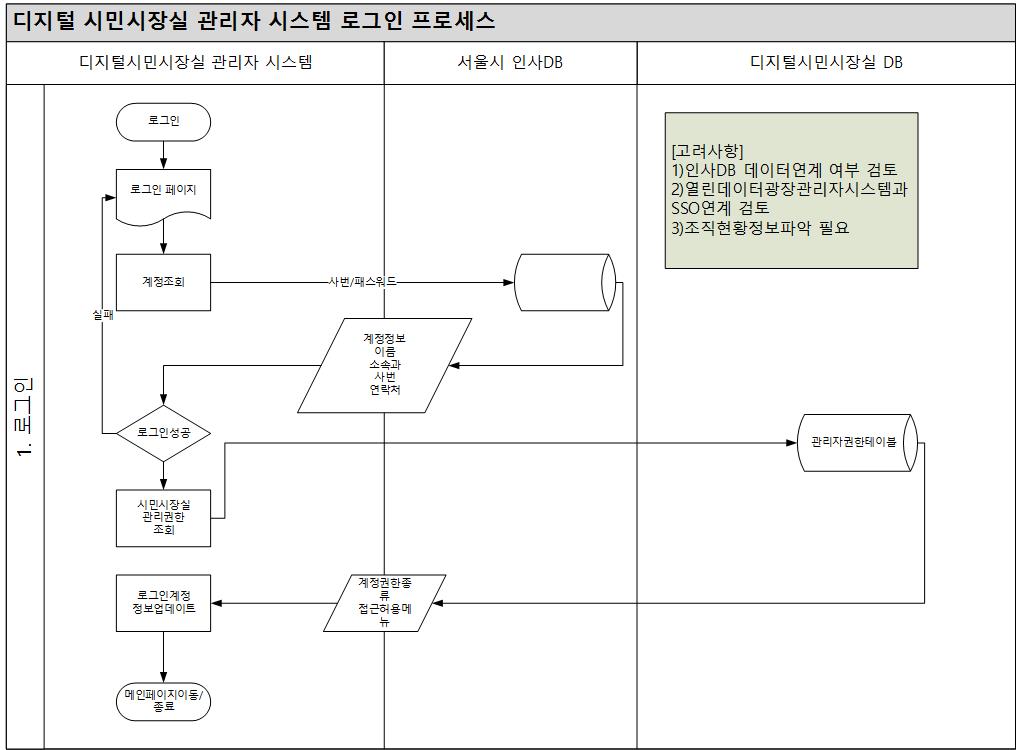 디지털 시민시장실 관리자 시스템 로그인 프로세스
디지털시민시장실 관리자 시스템
서울시 인사DB
디지털시민시장실 DB
1. 로그인
로그인
[고려사항]
1)인사DB 데이터연계 여부 검토
2)열린데이터광장관리자시스템과
SSO연계 검토
3)조직현황정보파악 필요
로그인 페이지
계정조회
사번/패스워드
실패
계정정보
이름
소속과
사번
연락처
로그인성공
관리자권한테이블
시민시장실
관리권한
조회
계정권한종
류
접근허용메
뉴
로그인계정
정보업데이트
메인페이지이동/
종료